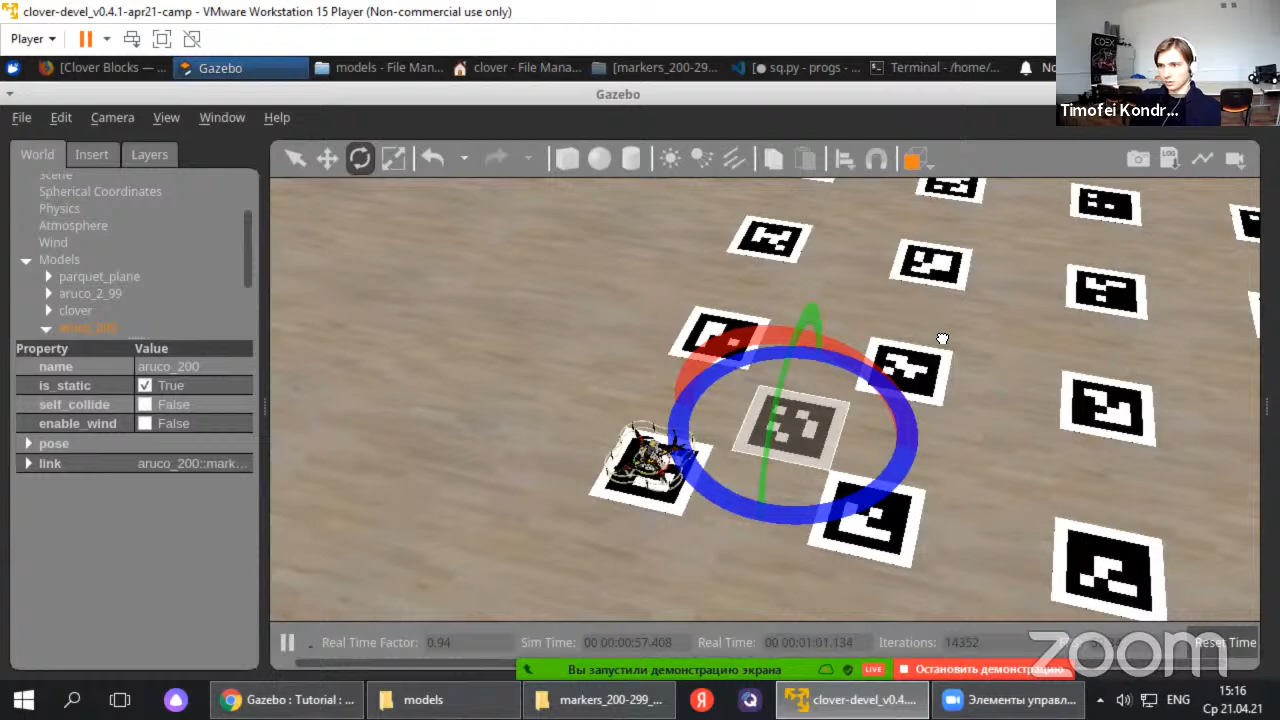 clover-devel_v0.4.1-apr21-camp - VMware Workstation 15 Player (Non-commercial use only)
Player
[Clover Blocks — ...
Gazebo
models - File Man...
clover - File Mana...
[markers_200-29...
[● sq.py - progs - ...
Terminal - /home/...
COEX
Timofei Kondr...
Gazebo
File
Edit
Camera
View
Window
Help
World
Insert
Layers
LOG
Scene
Spherical Coordinates
Physics
Atmosphere
Wind
Models
parquet_plane
aruco_2_99
clover
aruco_200
Property
Value
name
aruco_200
is_static
True
self_collide
False
enable_wind
False
pose
link
aruco_200::mark...
Real Time Factor:
0.94
Sim Time:
00 00:00:57.408
Real Time:
00 00:01:01.134
Iterations:
14352
Reset Time
zoom
Вы запустили демонстрацию экрана
LIVE
Остановить демонстрацию
Gazebo : Tutorial : ...
models
markers_200-299_...
Я
clover-devel_v0.4....
Элементы управл...
ENG
15:16
Ср 21.04.21